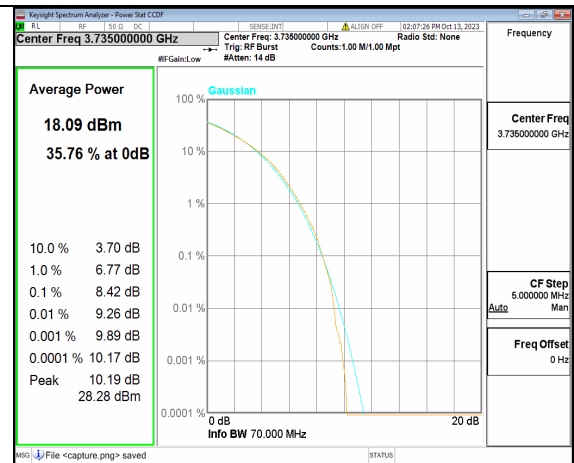 Keysight Spectrum Analyzer - Power Stat CCDF
RL RF 50 Ω DC SENSE:INT ALIGN OFF 02:07:26 PM Oct 13, 2023
Center Freq 3.735000000 GHz
Center Freq: 3.735000000 GHz Radio Std: None
Trig: RF Burst Counts:1.00 M/1.00 Mpt
#IFGain:Low #Atten: 14 dB
Frequency
Average Power
18.09 dBm
35.76 % at 0dB
10.0 % 3.70 dB
1.0 % 6.77 dB
0.1 % 8.42 dB
0.01 % 9.26 dB
0.001 % 9.89 dB
0.0001 % 10.17 dB
Peak 10.19 dB
28.28 dBm
Gaussian
100 %
10 %
1 %
0.1 %
0.01 %
0.001 %
0.0001 %
0 dB 20 dB
Info BW 70.000 MHz
Center Freq
3.735000000 GHz
CF Step
5.000000 MHz
Auto Man
Freq Offset
0 Hz
MSG File <capture.png> saved STATUS